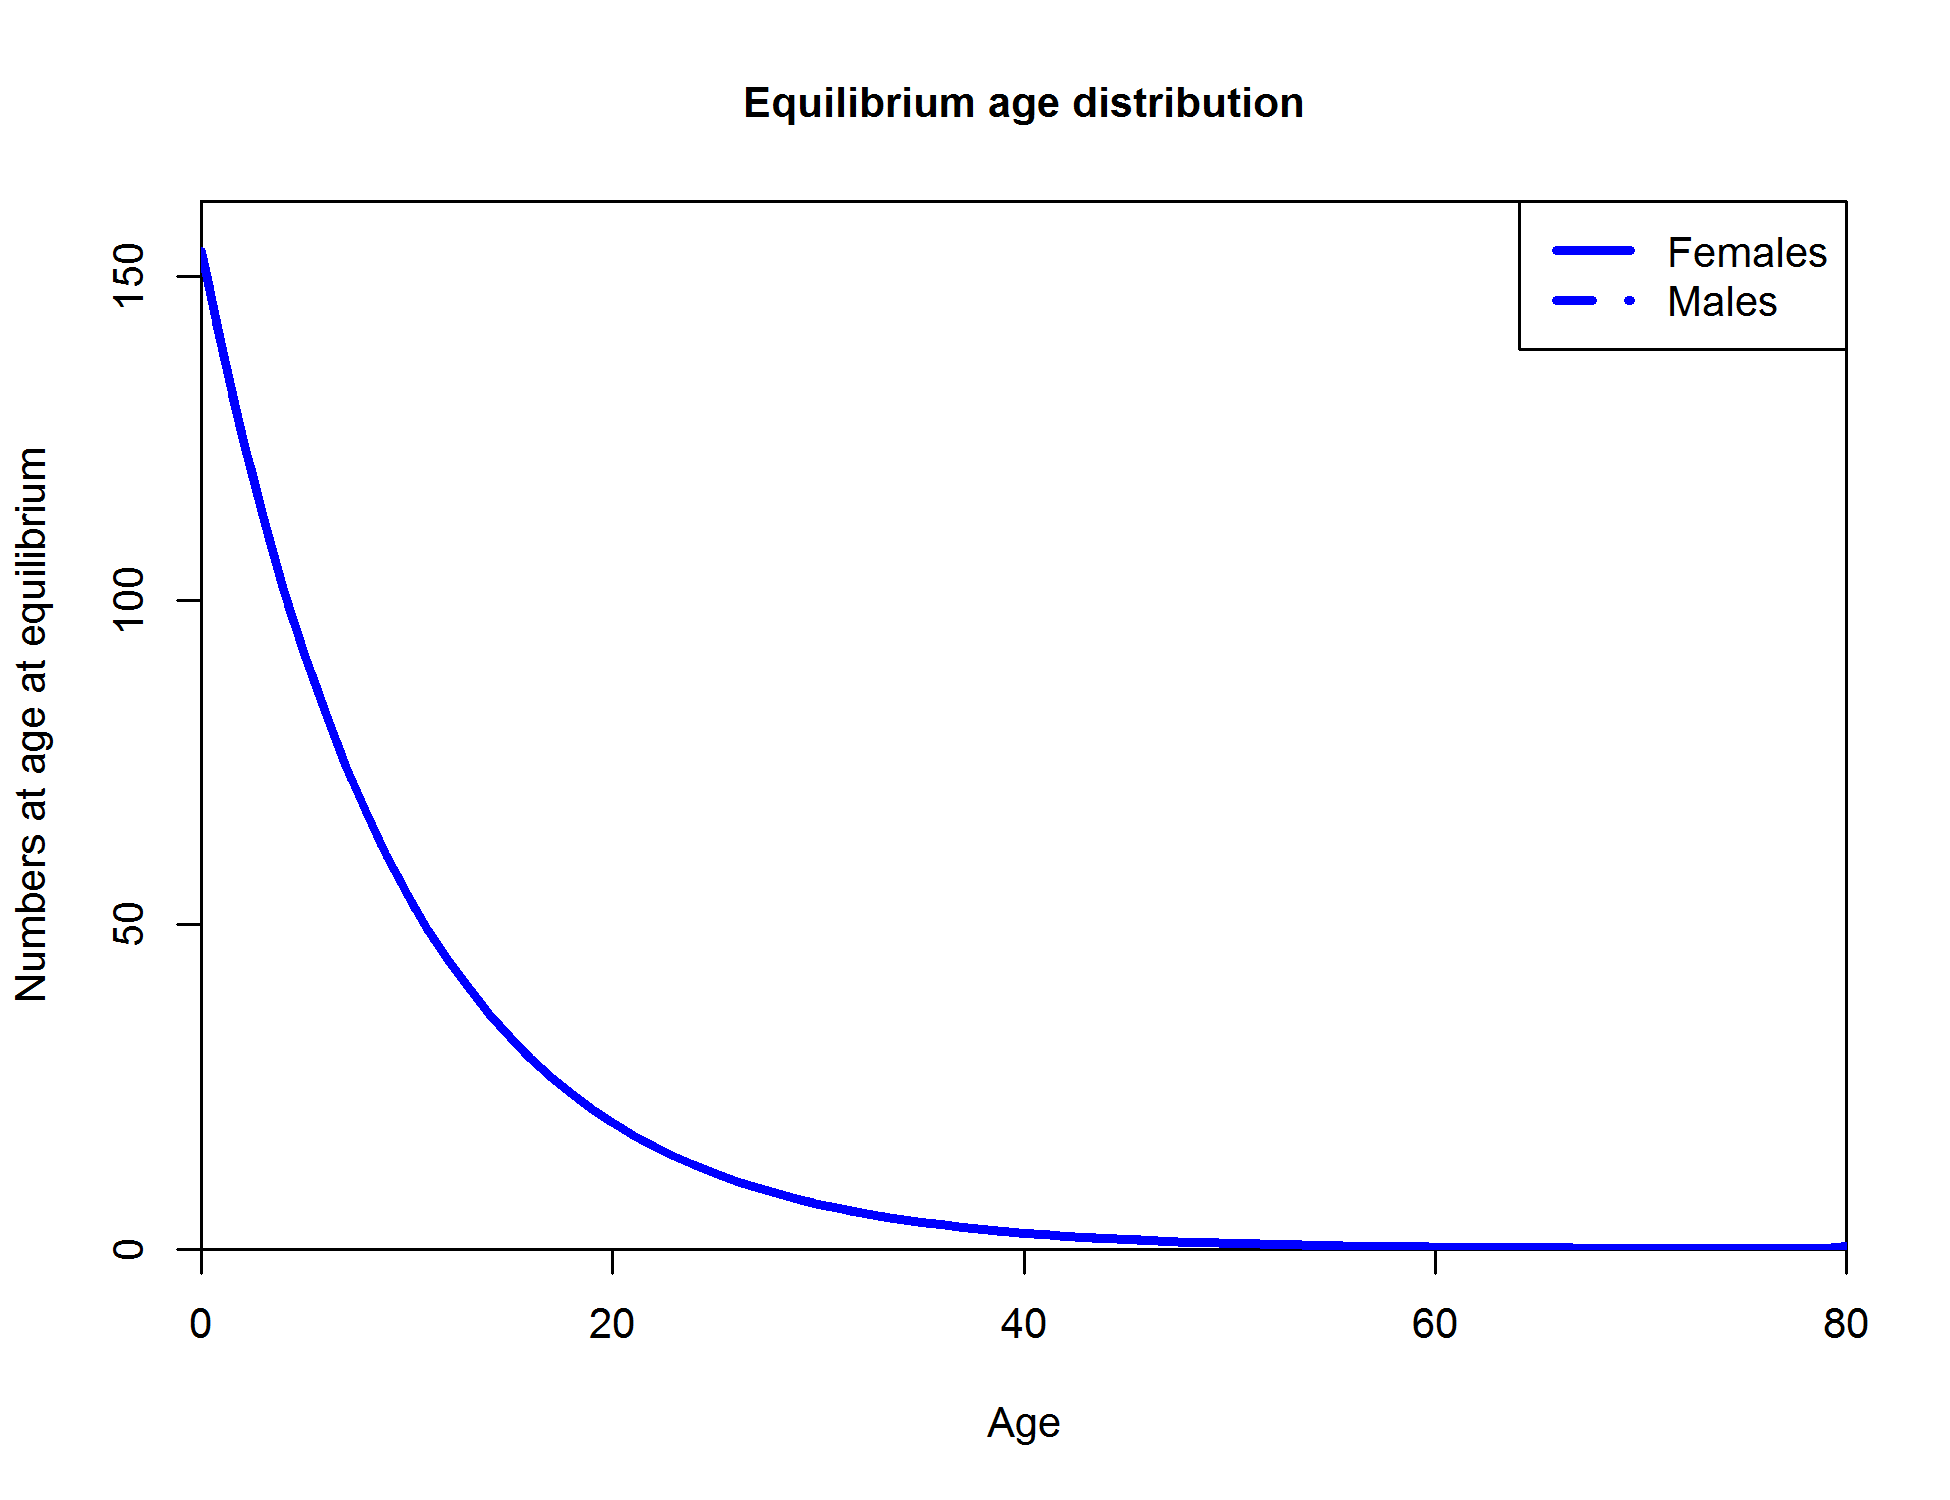 Equilibrium age distribution
Females
Males
Numbers at age at equilibrium
150
100
50
0
0 20 40 60 80
Age